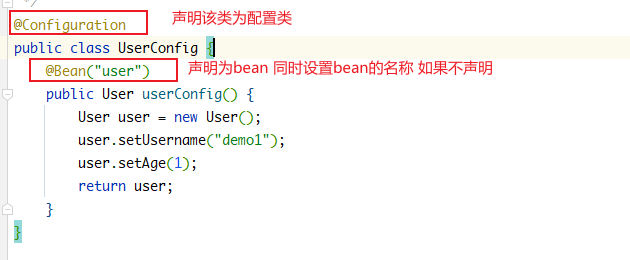 */
@Configuration 声明该类为配置类
public class UserConfig {
@Bean("user") 声明为bean 同时设置bean的名称 如果不声明
public User userConfig() {
User user = new User();
user.setUsername("demo1");
user.setAge(1);
return user;
}
}